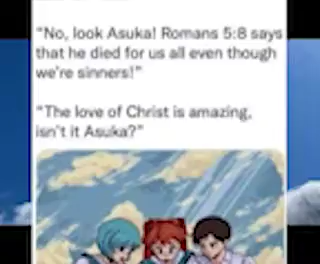 “No, look Asuka! Romans 5:8 says
that he died for us all even though
we’re sinners!”
“The love of Christ is amazing,
isn’t it Asuka?”